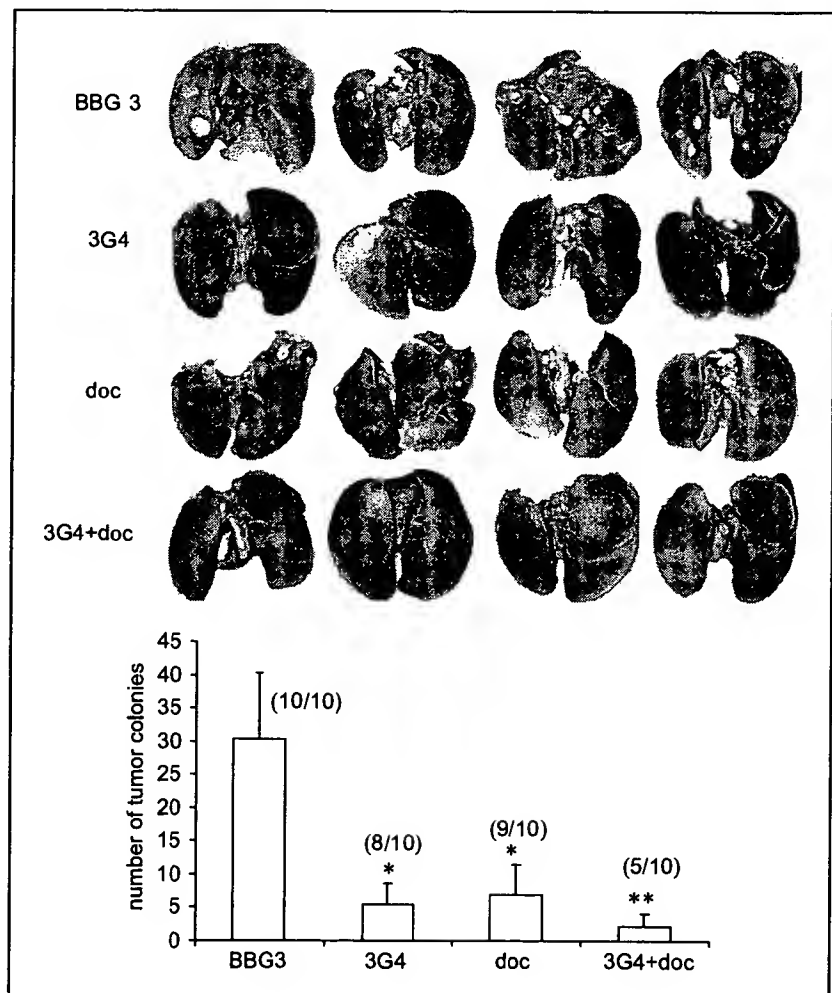 BBG 3
3G4
doc
3G4+doc
number of tumor colonies
45
40
35
30
25
20
15
10
5
0
(10/10)
(8/10)
*
(9/10)
*
(5/10)
**
BBG3 3G4 doc 3G4+doc